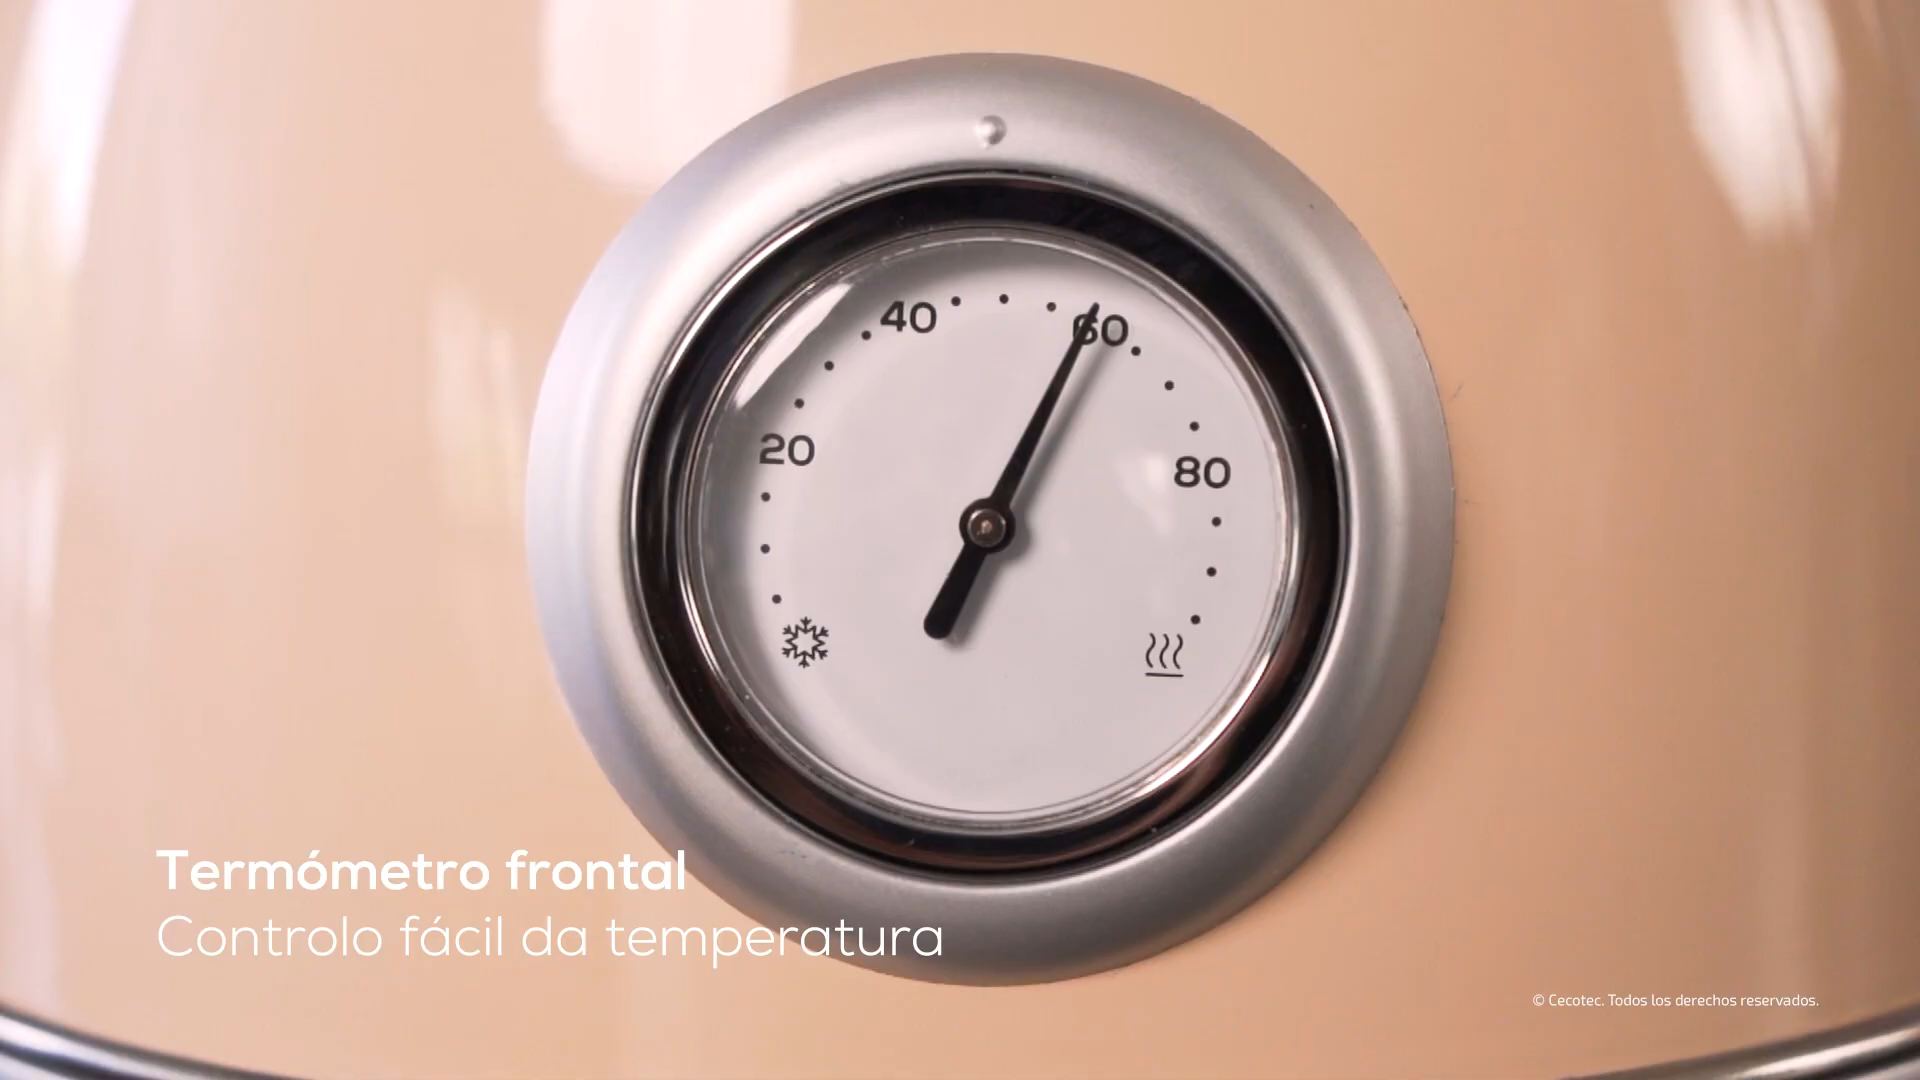 40
60
20
80
Termómetro frontal
Controlo fácil da temperatura
© Cecotec. Todos los derechos reservados.